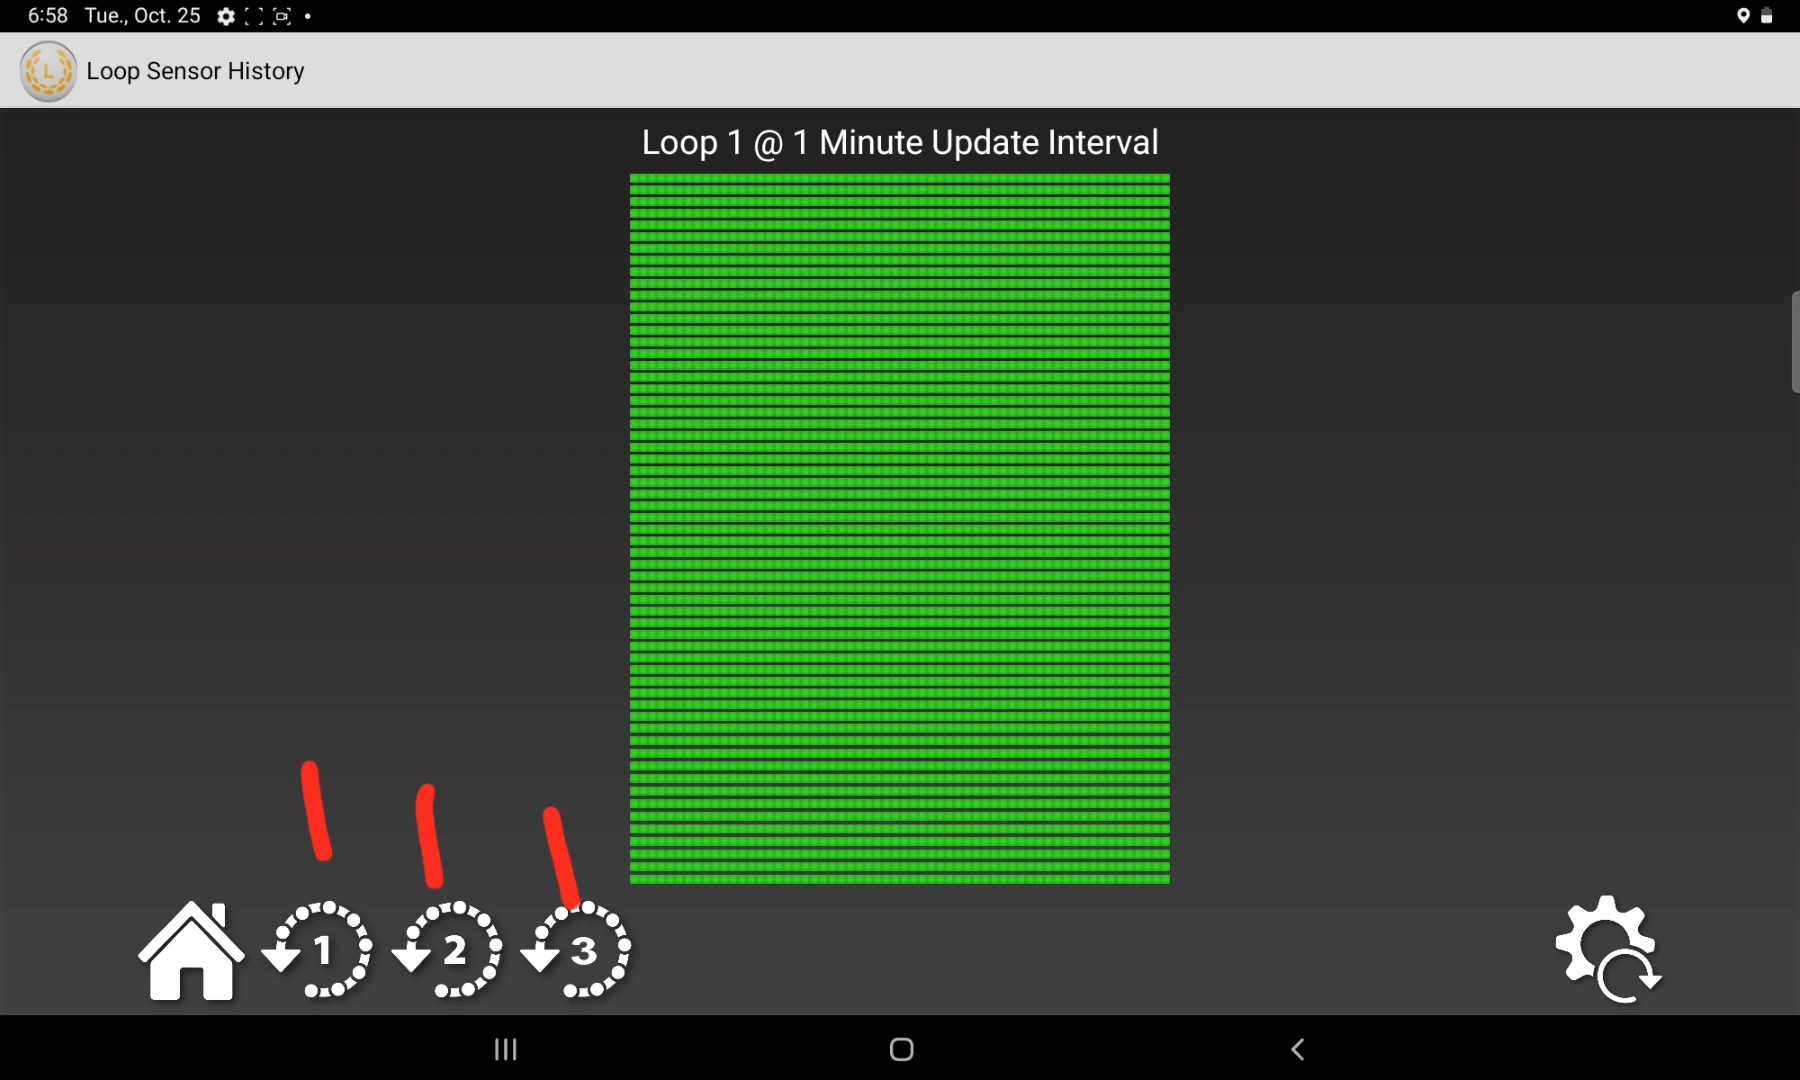 6:58 Tue., Oct. 25
L Loop Sensor History
Loop 1 @ 1 Minute Update Interval
1 2 3